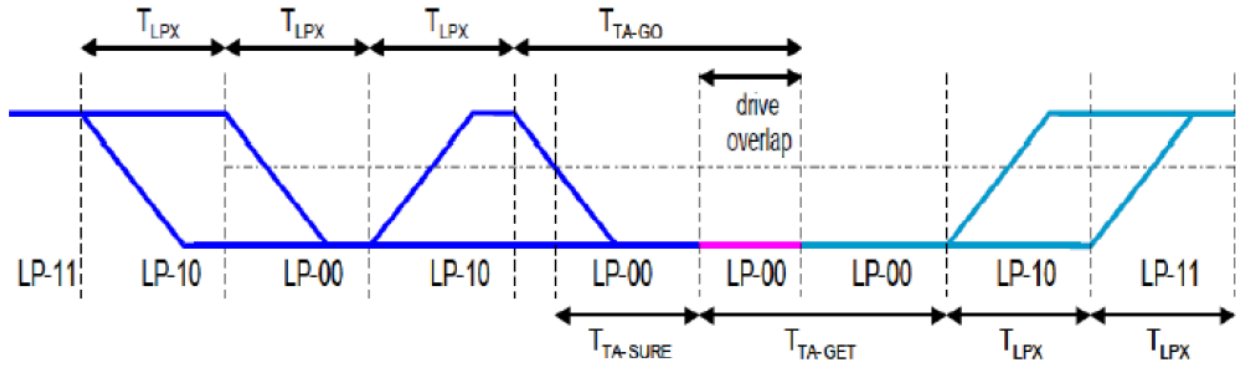 TLPX TLPX TLPX TTA-GO
drive
overlap
LP-11 LP-10 LP-00 LP-10 LP-00 LP-00 LP-00 LP-10 LP-11
TTA-SURE TTA-GET TLPX TLPX